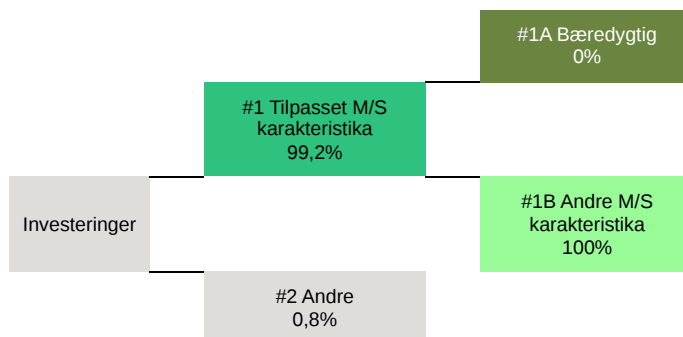 #1A Bæredygtig
0%
#1 Tilpasset M/S
karakteristika
99,2%
Investeringer
#1B Andre M/S
karakteristika
100%
#2 Andre
0,8%